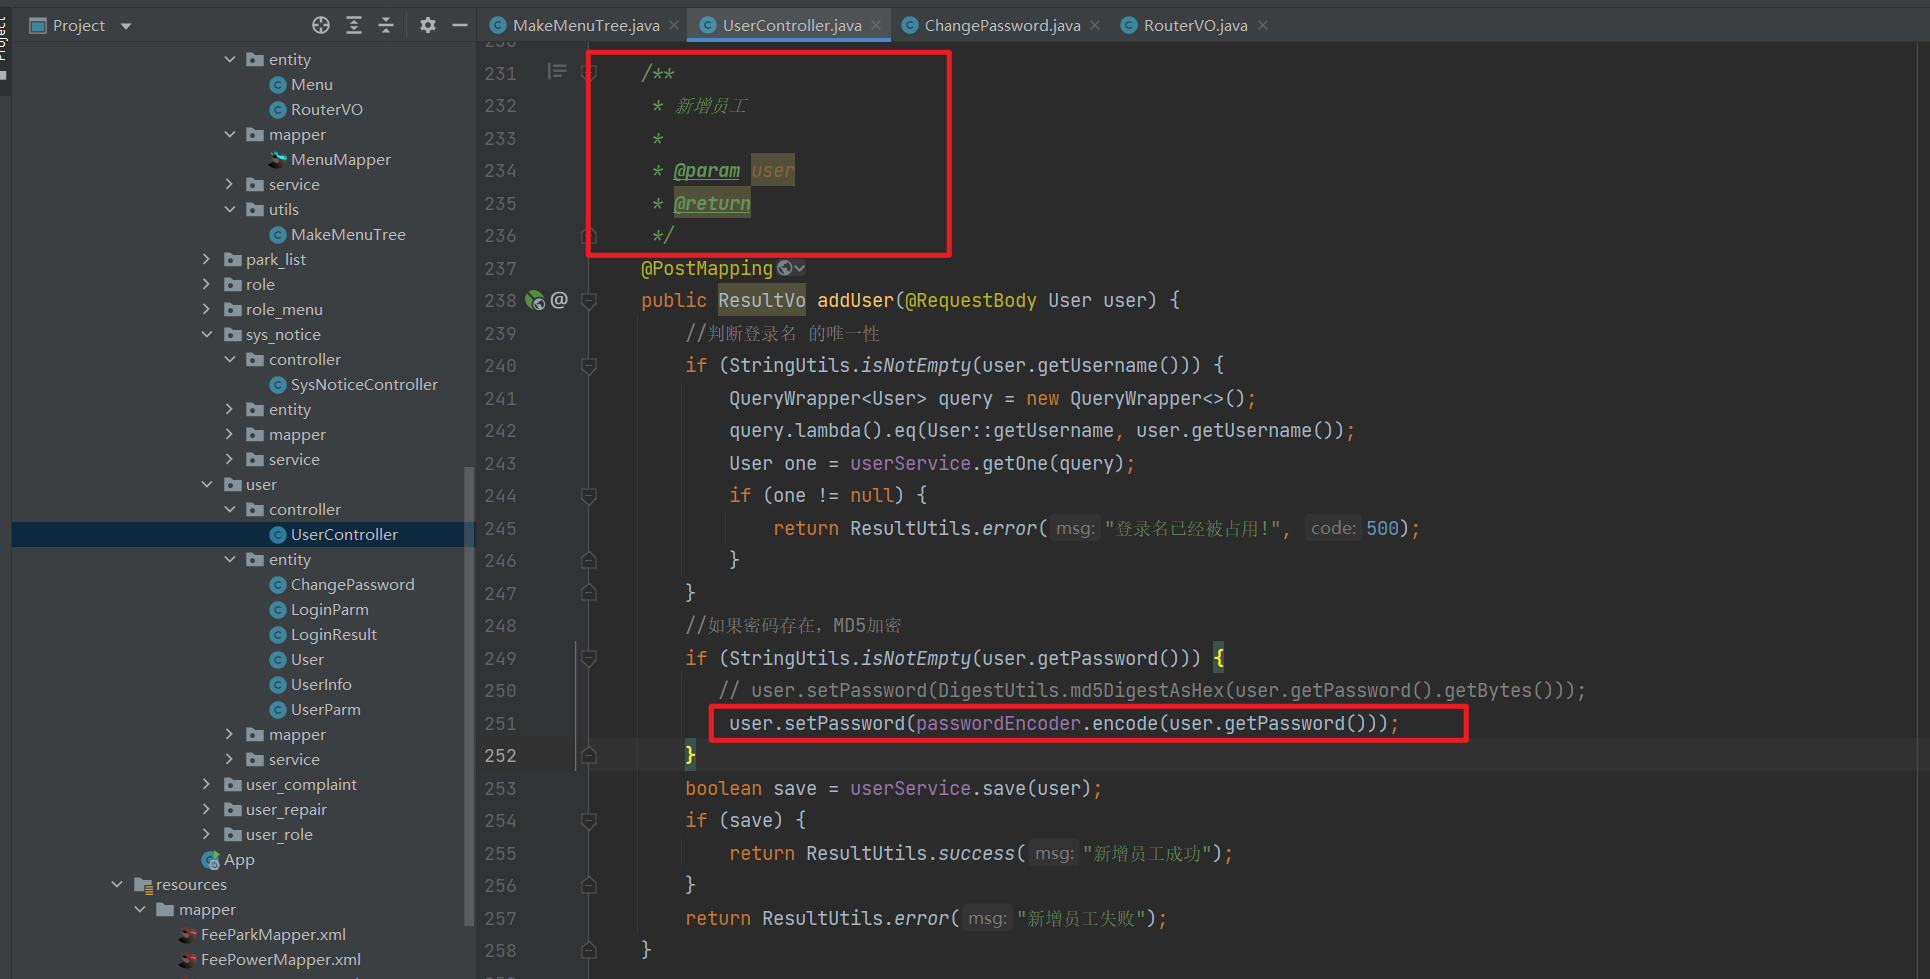 Project
MakeMenuTree.java
UserController.java
ChangePassword.java
RouterVO.java
Project
entity
Menu
RouterVO
mapper
MenuMapper
service
utils
MakeMenuTree
park_list
role
role_menu
sys_notice
controller
SysNoticeController
entity
mapper
service
user
controller
UserController
entity
ChangePassword
LoginParm
LoginResult
User
UserInfo
UserParm
mapper
service
user_complaint
user_repair
user_role
App
resources
mapper
FeeParkMapper.xml
FeePowerMapper.xml
231 /**
232 * 新增员工
233 *
234 * @param user
235 * @return
236 */
237 @PostMapping
238 @ public ResultVo addUser(@RequestBody User user) {
239 //判断登录名 的唯一性
240 if (StringUtils.isNotEmpty(user.getUsername())) {
241 QueryWrapper<User> query = new QueryWrapper<>();
242 query.lambda().eq(User::getUsername, user.getUsername());
243 User one = userService.getOne(query);
244 if (one != null) {
245 return ResultUtils.error( msg: "登录名已经被占用!", code: 500);
246 }
247 }
248 //如果密码存在，MD5加密
249 if (StringUtils.isNotEmpty(user.getPassword())) {
250 // user.setPassword(DigestUtils.md5DigestAsHex(user.getPassword().getBytes()));
251 user.setPassword(passwordEncoder.encode(user.getPassword()));
252 }
253 boolean save = userService.save(user);
254 if (save) {
255 return ResultUtils.success( msg: "新增员工成功");
256 }
257 return ResultUtils.error( msg: "新增员工失败");
258 }